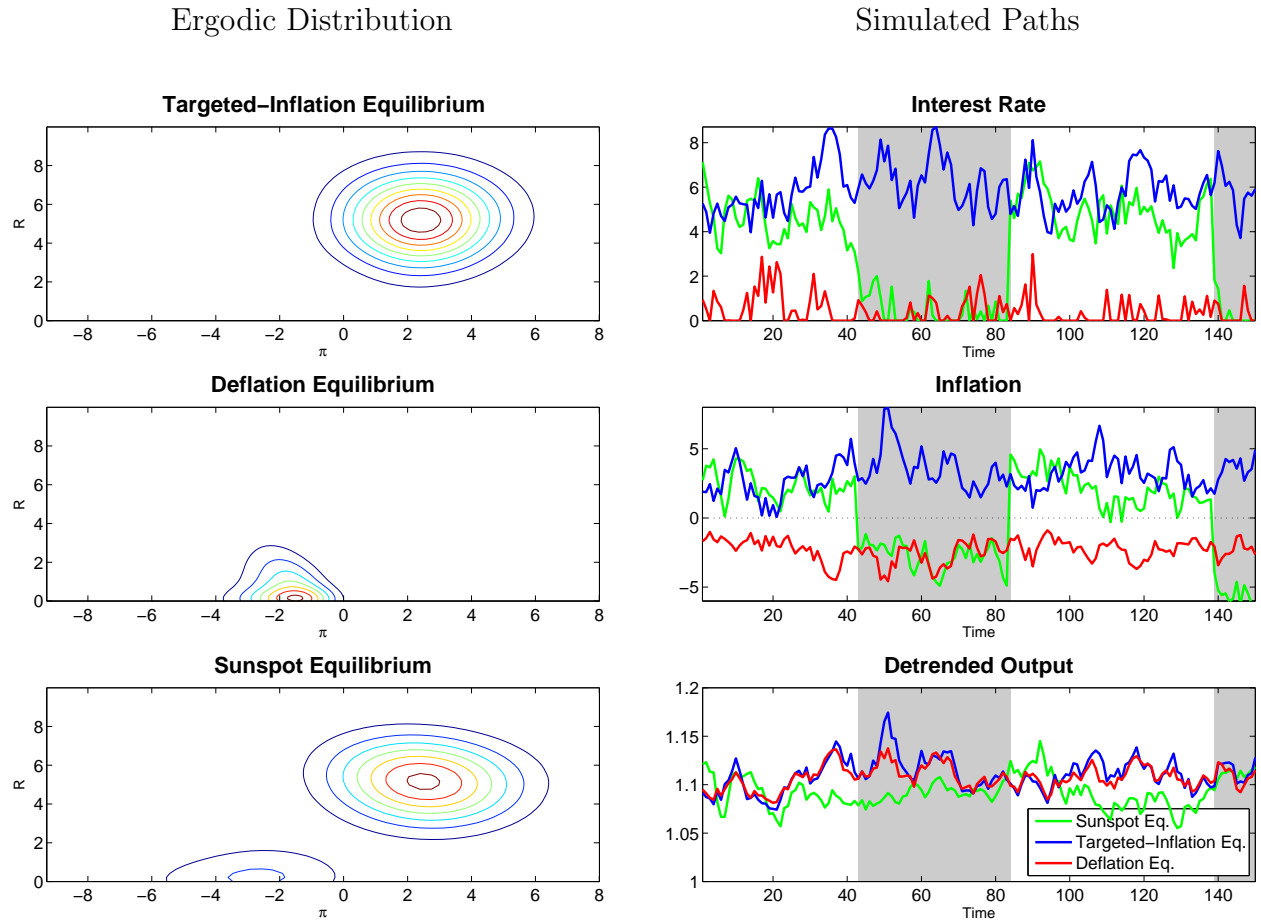 Ergodic Distribution
Simulated Paths
Targeted−Inflation Equilibrium
8
6
4
2
0
R
−8 −6 −4 −2 0 2 4 6 8
π
Interest Rate
8
6
4
2
0
20 40 60 80 100 120 140
Time
Deflation Equilibrium
8
6
4
2
0
R
−8 −6 −4 −2 0 2 4 6 8
π
Inflation
5
0
−5
20 40 60 80 100 120 140
Time
Sunspot Equilibrium
8
6
4
2
0
R
−8 −6 −4 −2 0 2 4 6 8
π
Detrended Output
1.2
1.15
1.1
1.05
1
20 40 60 80 100 120 140
Time
Sunspot Eq.
Targeted−Inflation Eq.
Deflation Eq.